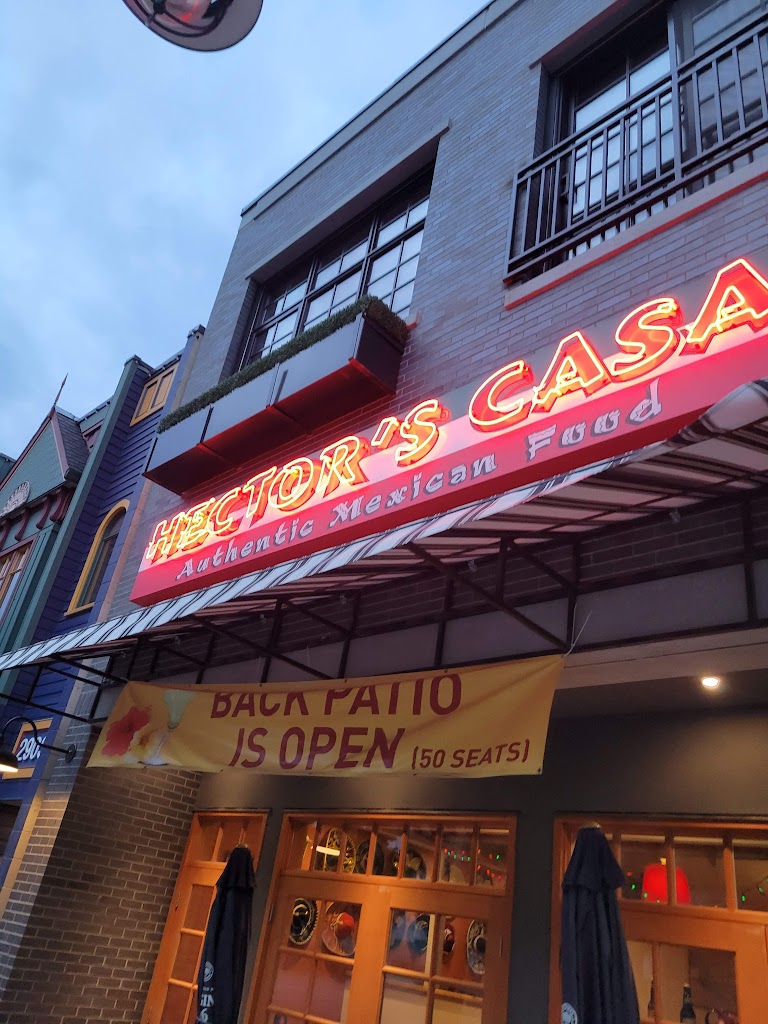 HECTOR'S CASA
Authentic Mexican Food
BACK PATIO
IS OPEN (50 SEATS)